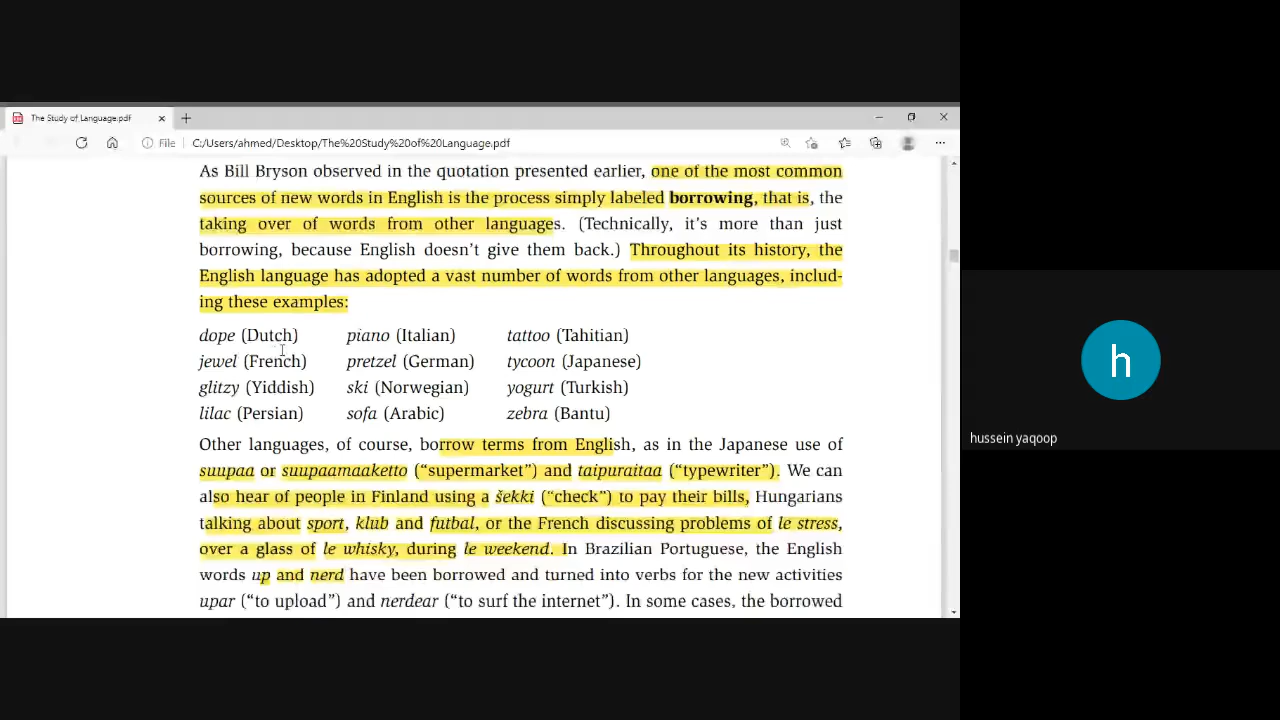 The Study of Language.pdf
File C:/Users/ahmed/Desktop/The%20Study%20of%20Language.pdf
As Bill Bryson observed in the quotation presented earlier, one of the most common
sources of new words in English is the process simply labeled borrowing, that is, the
taking over of words from other languages. (Technically, it's more than just
borrowing, because English doesn't give them back.) Throughout its history, the
English language has adopted a vast number of words from other languages, includ-
ing these examples:
dope (Dutch) piano (Italian) tattoo (Tahitian)
jewel (French) pretzel (German) tycoon (Japanese)
glitzy (Yiddish) ski (Norwegian) yogurt (Turkish)
lilac (Persian) sofa (Arabic) zebra (Bantu)
Other languages, of course, borrow terms from English, as in the Japanese use of
suupaa or suupaamaaketto ("supermarket") and taipuraitaa ("typewriter"). We can
also hear of people in Finland using a šekki ("check") to pay their bills, Hungarians
talking about sport, klub and futbal, or the French discussing problems of le stress,
over a glass of le whisky, during le weekend. In Brazilian Portuguese, the English
words up and nerd have been borrowed and turned into verbs for the new activities
upar ("to upload") and nerdear ("to surf the internet"). In some cases, the borrowed
h
hussein yaqoop